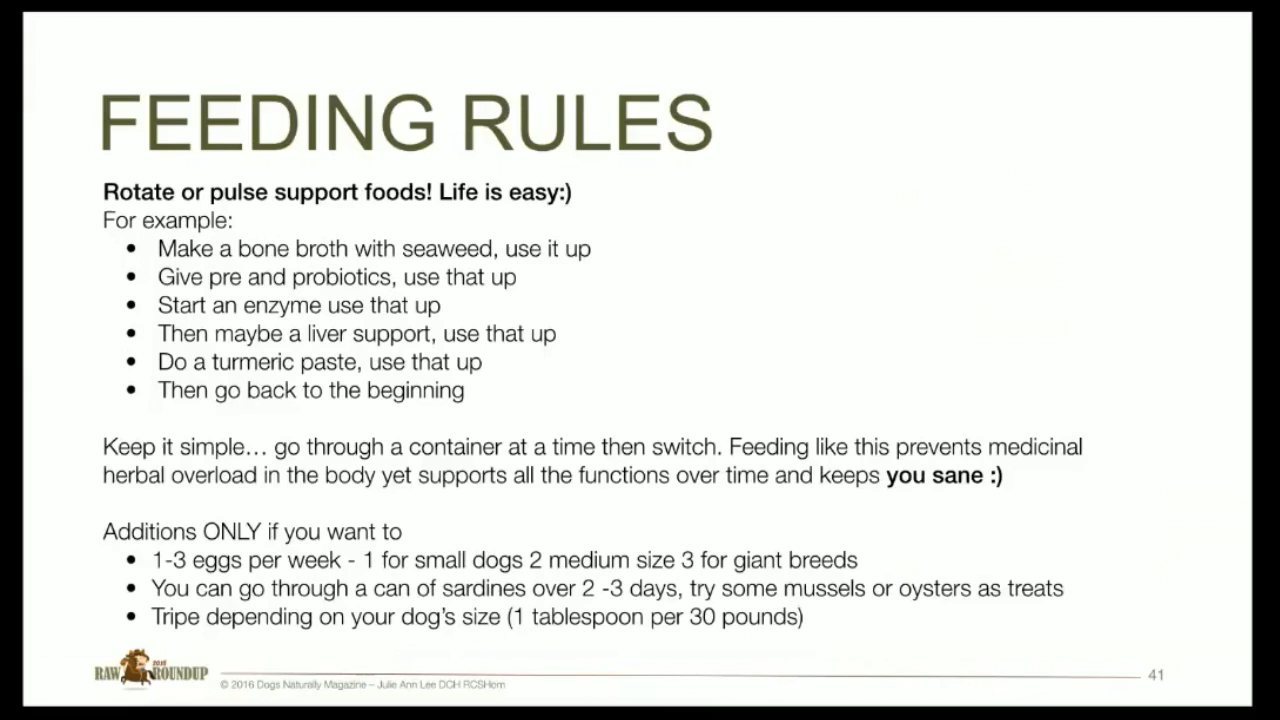 FEEDING RULES
Rotate or pulse support foods! Life is easy:)
For example:
• Make a bone broth with seaweed, use it up
• Give pre and probiotics, use that up
• Start an enzyme use that up
• Then maybe a liver support, use that up
• Do a turmeric paste, use that up
• Then go back to the beginning
Keep it simple… go through a container at a time then switch. Feeding like this prevents medicinal
herbal overload in the body yet supports all the functions over time and keeps you sane :)
Additions ONLY if you want to
• 1-3 eggs per week - 1 for small dogs 2 medium size 3 for giant breeds
• You can go through a can of sardines over 2 -3 days, try some mussels or oysters as treats
• Tripe depending on your dog’s size (1 tablespoon per 30 pounds)
RAW 2016 ROUNDUP
© 2016 Dogs Naturally Magazine – Julie Ann Lee DCH RCSHom
41